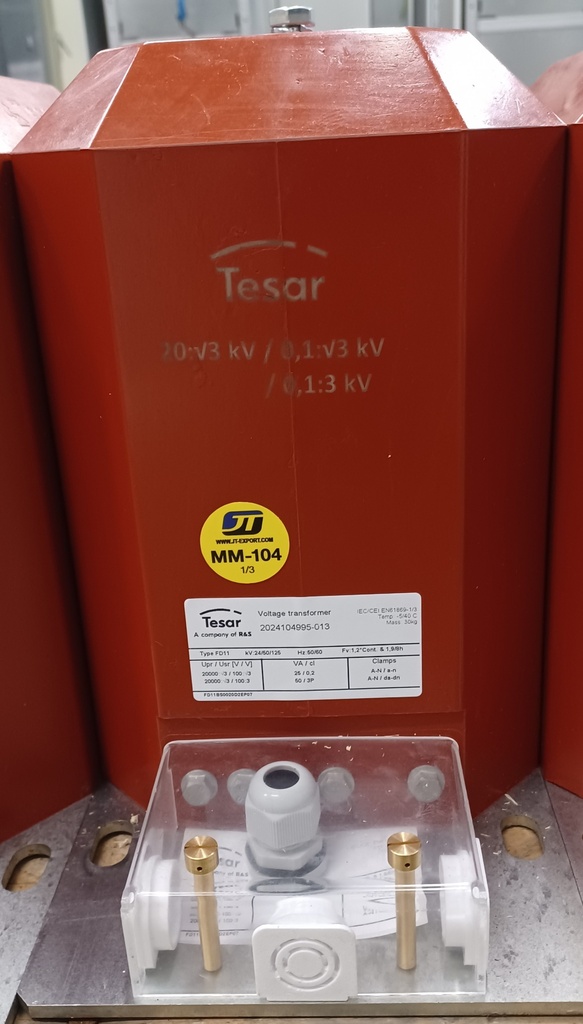 Tesar
20:√3 kV / 0,1:√3 kV
/ 0,1:3 kV
JT
WWW.JT-EXPORT.COM
MM-104
1/3
Tesar
A company of R&S
Voltage transformer
2024104995-013
(IEC/CEI) EN61869-1/3
Temp: -5/40 C
Mass: 30kg
Type FD11 kV:24/50/125 Hz:50/60 Fv:1,2*Cont. & 1,9/8h
Upr / Usr [V / V] VA / cl Clamps
20000 :√3 / 100 :√3 25 / 0,2 A-N / a-n
20000 :√3 / 100:3 50 / 3P A-N / da-dn
Tesar